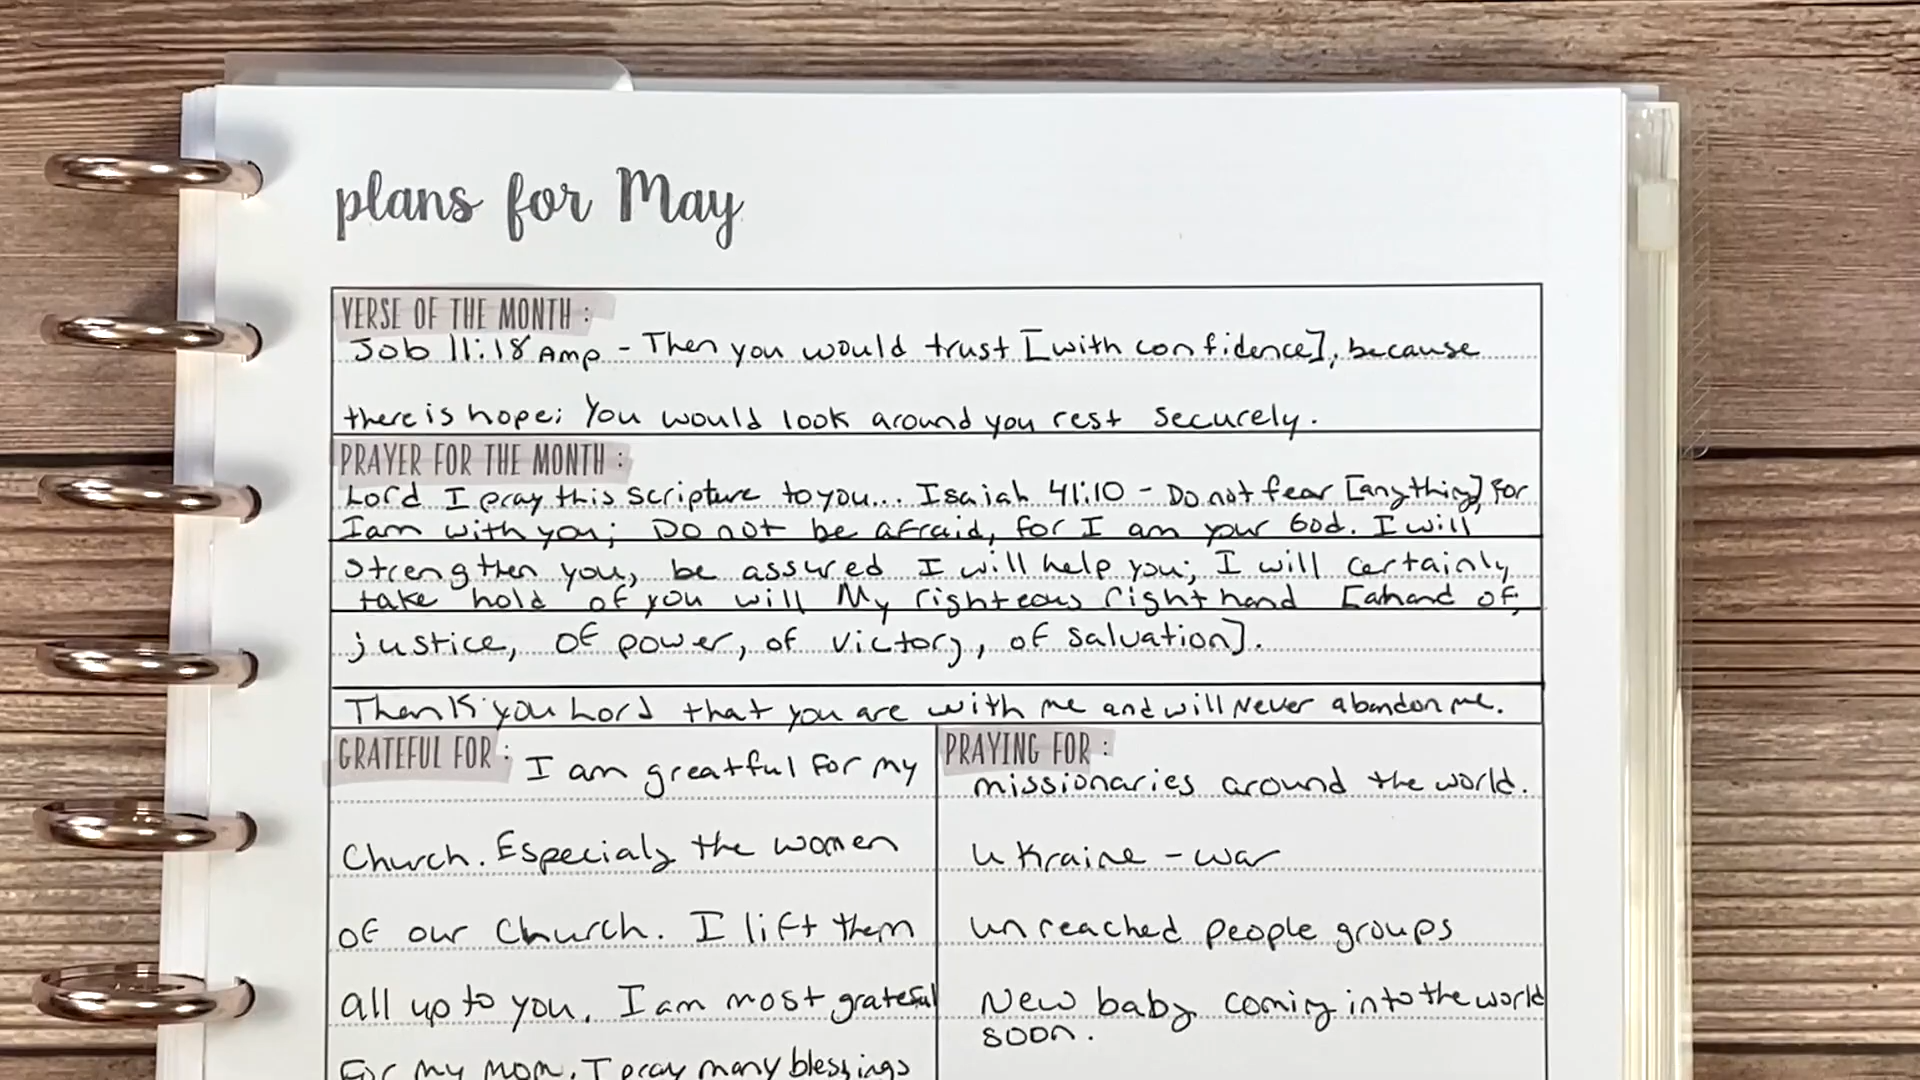 plans for May
VERSE OF THE MONTH :
Job 11:18 Amp - Then you would trust [with confidence], because
there is hope; You would look around you rest securely.
PRAYER FOR THE MONTH :
Lord I pray this scripture to you... Isaiah 41:10 - Do not fear [anything], for
I am with you; Do not be afraid, for I am your God. I will
strengthen you, be assured I will help you; I will certainly
take hold of you will My righteous right hand [a hand of,
justice, of power, of victory, of salvation].
Thank you Lord that you are with me and will Never abandon me.
GRATEFUL FOR : I am greatful for my
Church. Especialy the women
of our Church. I lift them
all up to you. I am most grateful
For my mom. I pray many blessings
PRAYING FOR :
missionaries around the world.
Ukraine - war
unreached people groups
New baby coming into the world
soon.